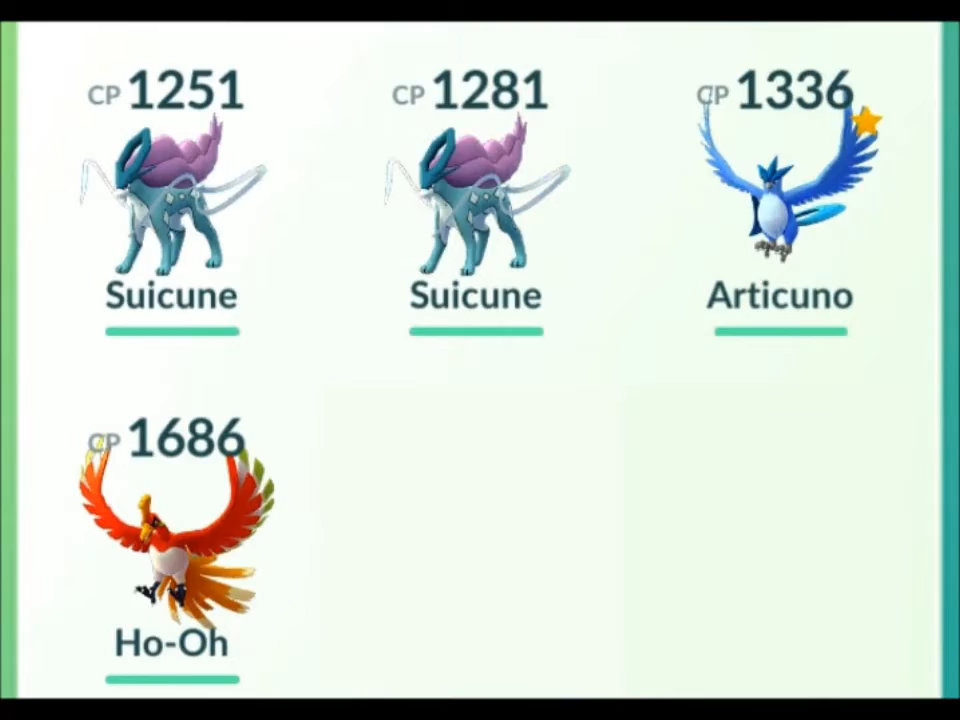 CP 1251
CP 1281
CP 1336
Suicune
Suicune
Articuno
CP 1686
Ho-Oh